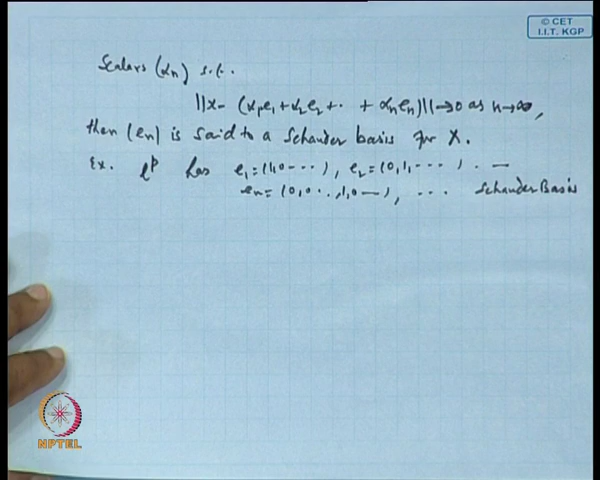 © CET
I.I.T. KGP
Scalars (αn) s.t.
||x- (α1e1+α2e2+.. + αnen)|| → 0 as n→∞,
then (en) is said to a Schauder basis for X.
Ex. l^p has e1=(1,0---), e2=(0,1,---). —
en=(0,0..,1,0—), ... Schauder Basis
NPTEL